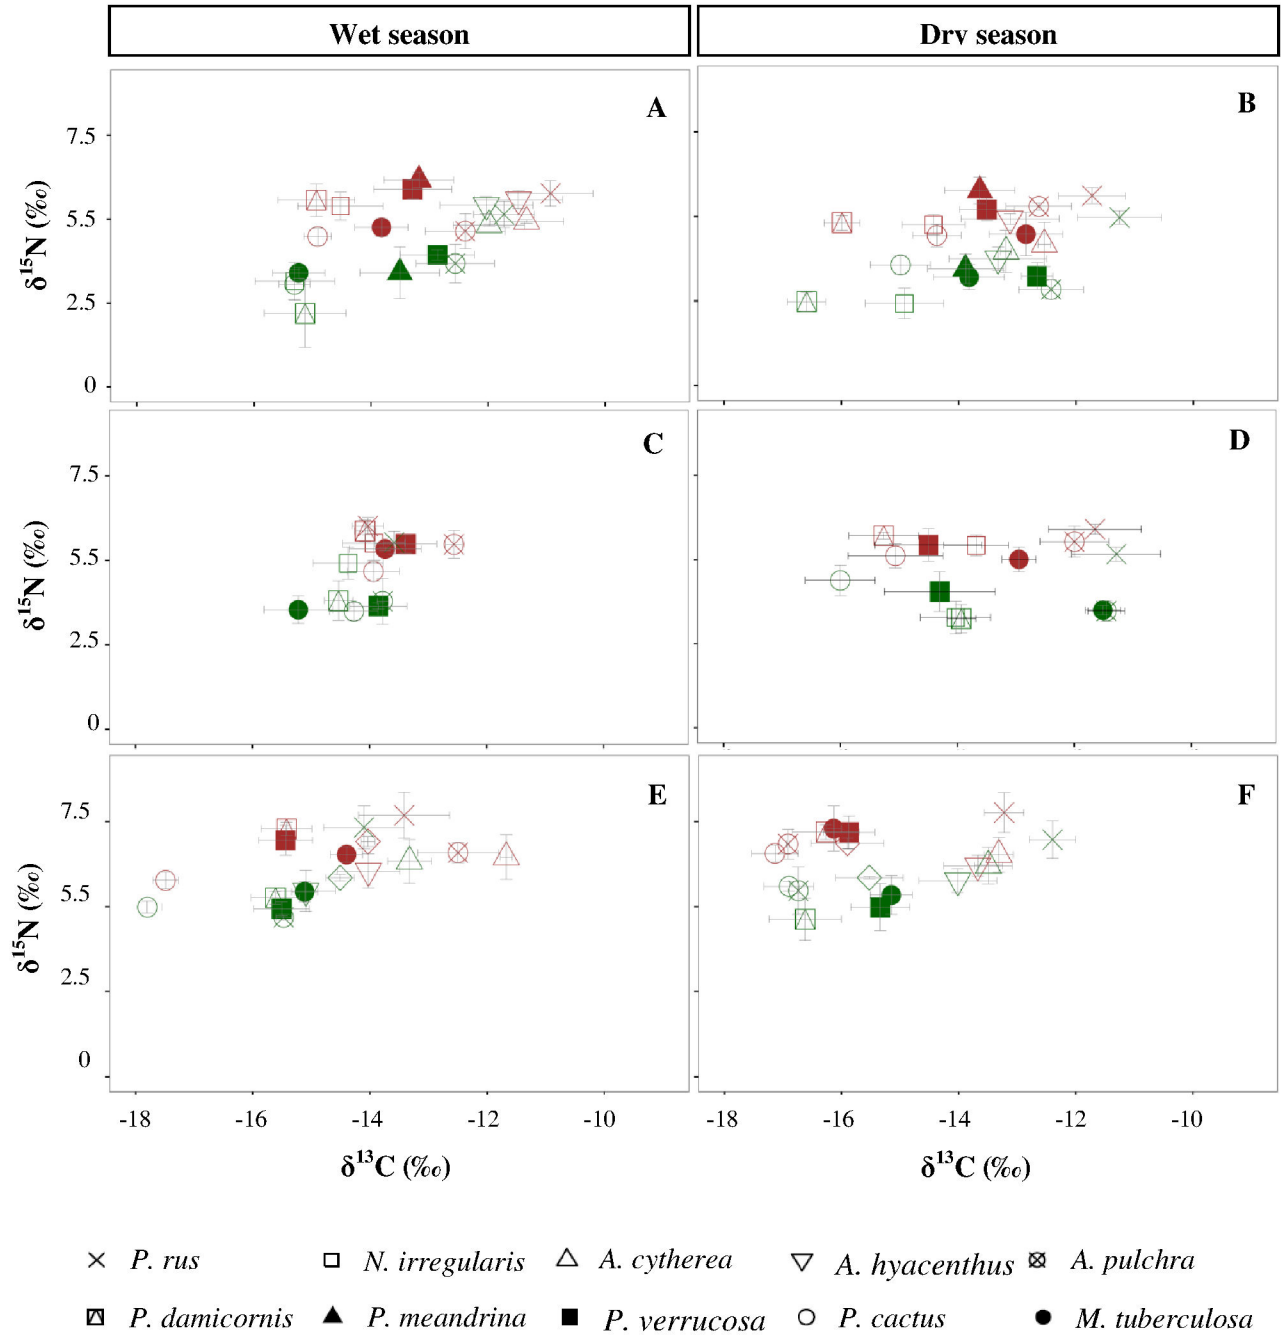 Wet season
Drv season
A
B
7.5
5.5
2.5
0
δ15N (‰)
C
D
7.5
5.5
2.5
0
δ15N (‰)
E
F
7.5
5.5
2.5
0
δ15N (‰)
-18 -16 -14 -12 -10
-18 -16 -14 -12 -10
δ13C (‰)
δ13C (‰)
P. rus N. irregularis A. cytherea A. hyacenthus A. pulchra
P. damicornis P. meandrina P. verrucosa P. cactus M. tuberculosa